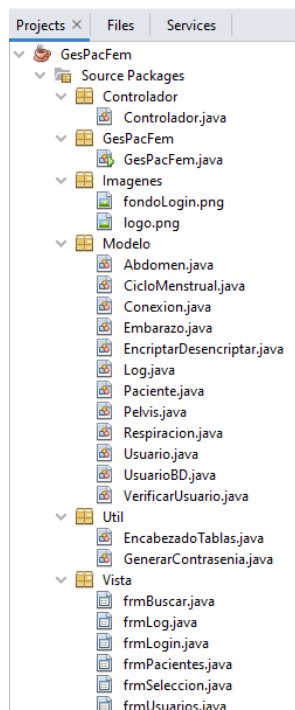 Projects Files Services
GesPacFem
Source Packages
Controlador
Controlador.java
GesPacFem
GesPacFem.java
Imagenes
fondoLogin.png
logo.png
Modelo
Abdomen.java
CicloMenstrual.java
Conexion.java
Embarazo.java
EncriptarDesencriptar.java
Log.java
Paciente.java
Pelvis.java
Respiracion.java
Usuario.java
UsuarioBD.java
VerificarUsuario.java
Util
EncabezadoTablas.java
GenerarContrasenia.java
Vista
frmBuscar.java
frmLog.java
frmLogin.java
frmPacientes.java
frmSeleccion.java
frmUsuarios.java